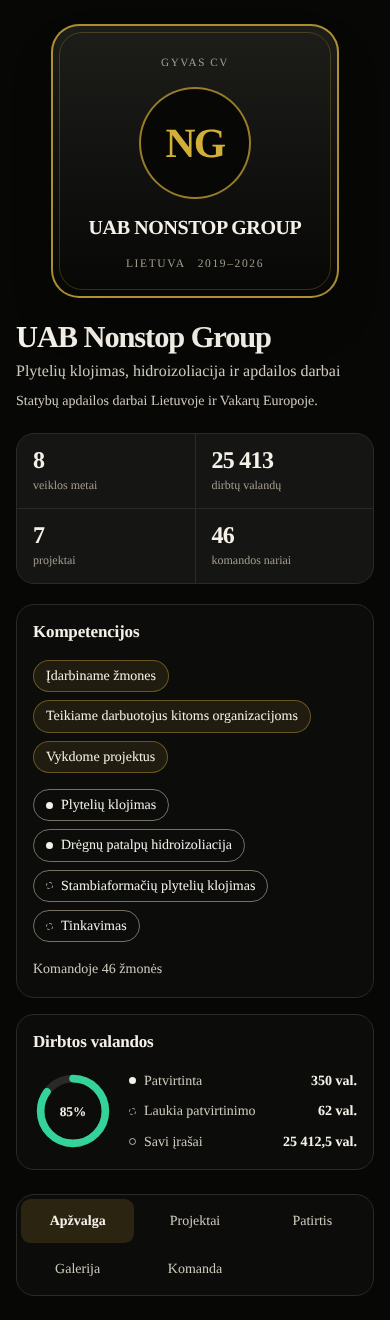 GYVAS CV
NG
UAB NONSTOP GROUP
LIETUVA 2019–2026
UAB Nonstop Group
Plytelių klojimas, hidroizoliacija ir apdailos darbai
Statybų apdailos darbai Lietuvoje ir Vakarų Europoje.
8
veiklos metai
25 413
dirbtų valandų
7
projektai
46
komandos nariai
Kompetencijos
Įdarbiname žmones
Teikiame darbuotojus kitoms organizacijoms
Vykdome projektus
Plytelių klojimas
Drėgnų patalpų hidroizoliacija
Stambiaformačių plytelių klojimas
Tinkavimas
Komandoje 46 žmonės
Dirbtos valandos
85%
Patvirtinta 350 val.
Laukia patvirtinimo 62 val.
Savi įrašai 25 412,5 val.
Apžvalga Projektai Patirtis
Galerija Komanda